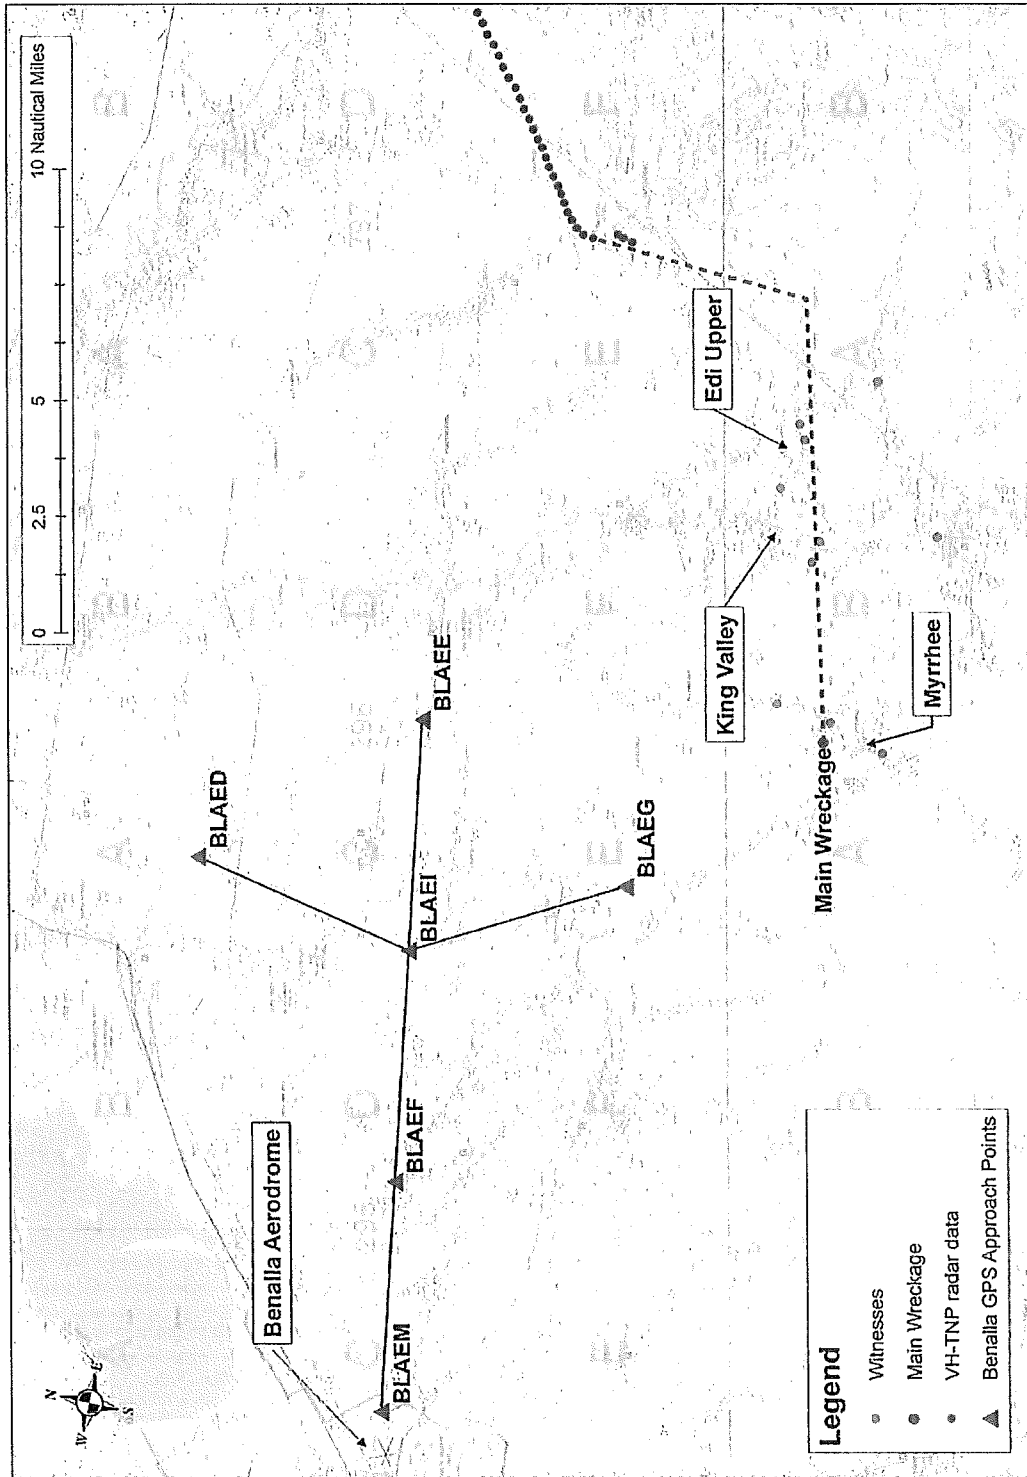 0 2.5 5 10 Nautical Miles
N
W E
S
Benalla Aerodrome
BLAED
BLAEM
BLAEF
BLAEI
BLAEE
BLAEG
King Valley
Edi Upper
Main Wreckage
Myrrhee
Legend
Witnesses
Main Wreckage
VH-TNP radar data
Benalla GPS Approach Points